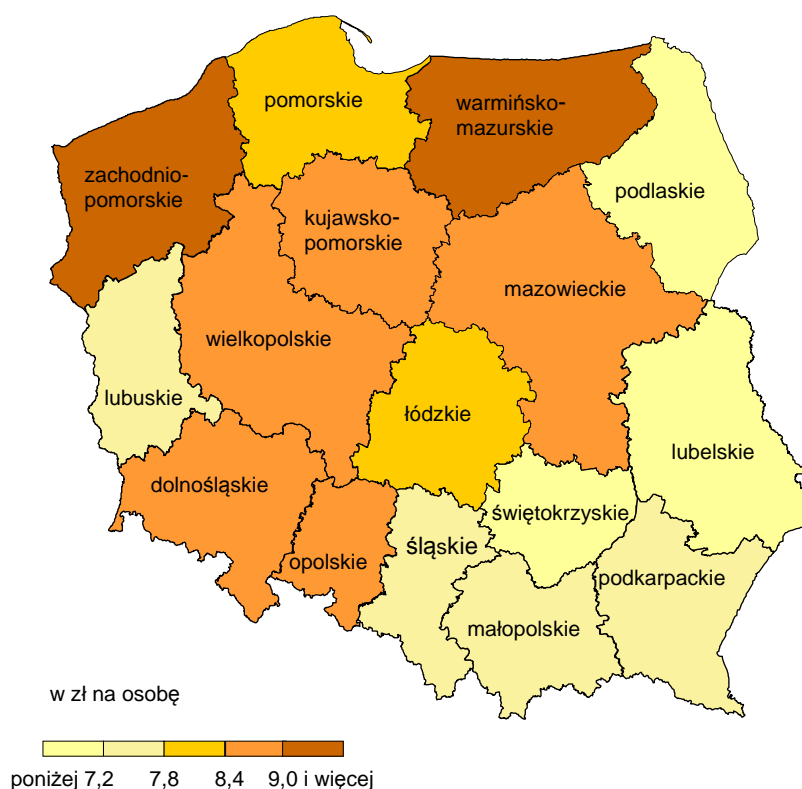 pomorskie
warmińsko-
mazurskie
zachodnio-
pomorskie
podlaskie
kujawsko-
pomorskie
mazowieckie
wielkopolskie
lubuskie
łódzkie
lubelskie
dolnośląskie
świętokrzyskie
opolskie
śląskie
podkarpackie
małopolskie
w zł na osobę
poniżej 7,2 7,8 8,4 9,0 i więcej